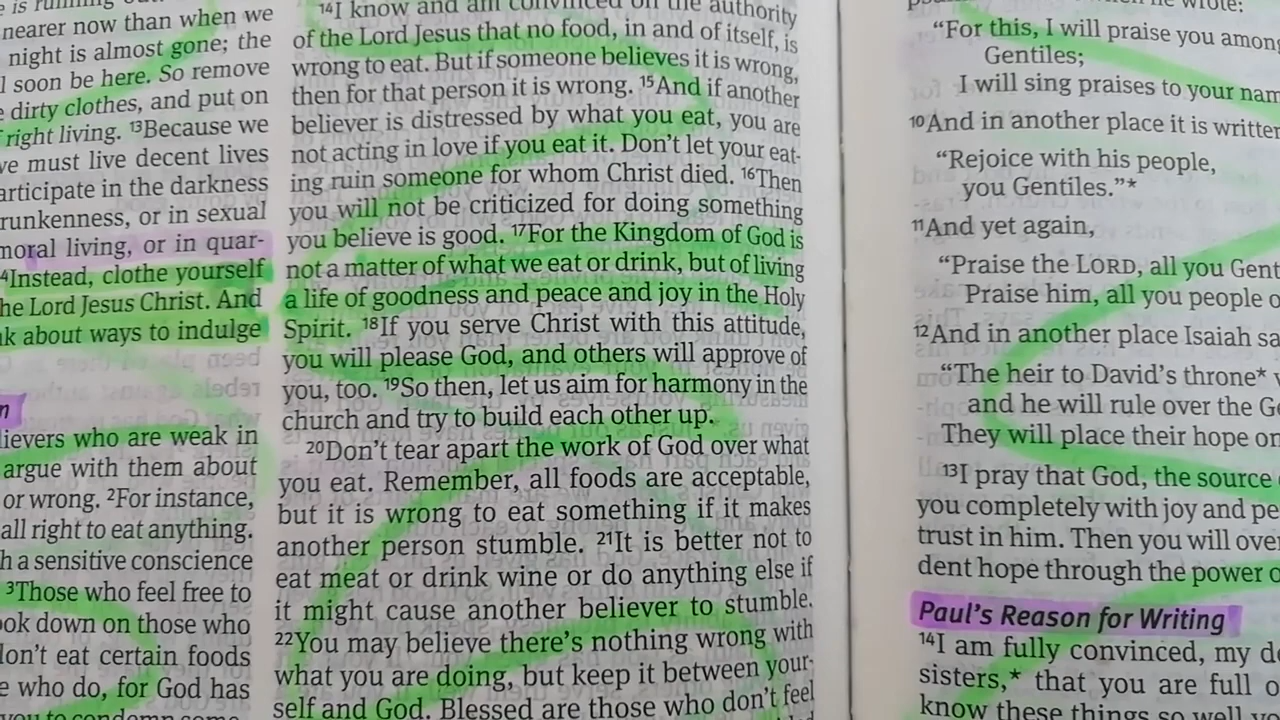 nearer now than when we
night is almost gone; the
soon be here. So remove
dirty clothes, and put on
right living. ¹³Because we
we must live decent lives
articipate in the darkness
runkenness, or in sexual
moral living, or in quar-
⁴Instead, clothe yourself
he Lord Jesus Christ. And
k about ways to indulge
lievers who are weak in
argue with them about
or wrong. ²For instance,
all right to eat anything.
h a sensitive conscience
³Those who feel free to
ok down on those who
don't eat certain foods
e who do, for God has
you to condemn some
¹⁴I know and am convinced on the authority
of the Lord Jesus that no food, in and of itself, is
wrong to eat. But if someone believes it is wrong,
then for that person it is wrong. ¹⁵And if another
believer is distressed by what you eat, you are
not acting in love if you eat it. Don't let your eat-
ing ruin someone for whom Christ died. ¹⁶Then
you will not be criticized for doing something
you believe is good. ¹⁷For the Kingdom of God is
not a matter of what we eat or drink, but of living
a life of goodness and peace and joy in the Holy
Spirit. ¹⁸If you serve Christ with this attitude,
you will please God, and others will approve of
you, too. ¹⁹So then, let us aim for harmony in the
church and try to build each other up.
²⁰Don't tear apart the work of God over what
you eat. Remember, all foods are acceptable,
but it is wrong to eat something if it makes
another person stumble. ²¹It is better not to
eat meat or drink wine or do anything else if
it might cause another believer to stumble.
²²You may believe there's nothing wrong with
what you are doing, but keep it between your-
self and God. Blessed are those who don't feel
he wrote:
"For this, I will praise you among
Gentiles;
I will sing praises to your nam
¹⁰And in another place it is written
"Rejoice with his people,
you Gentiles."*
¹¹And yet again,
"Praise the LORD, all you Gent
Praise him, all you people o
¹²And in another place Isaiah sa
"The heir to David's throne* w
and he will rule over the Ge
They will place their hope on
¹³I pray that God, the source
you completely with joy and pe
trust in him. Then you will over
dent hope through the power o
Paul's Reason for Writing
¹⁴I am fully convinced, my de
sisters,* that you are full o
know these things so well yo